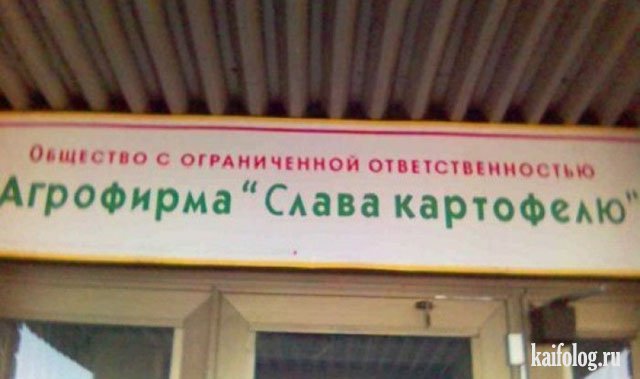 Общество с ограниченной ответственностью
Агрофирма "Слава картофелю"
kaifolog.ru